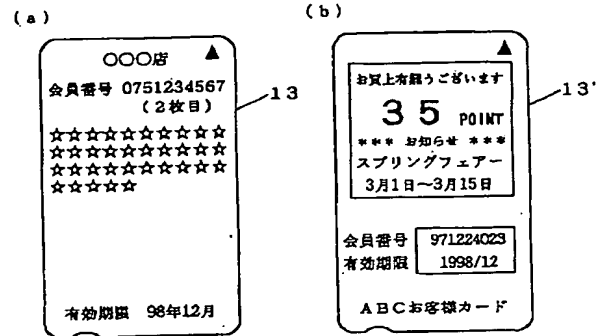 (a)
○○○店 ▲
会員番号 0751234567
(2枚目)
☆☆☆☆☆☆☆☆☆☆
☆☆☆☆☆☆☆☆☆☆
☆☆☆☆☆☆☆☆☆☆
☆☆☆☆☆
有効期限 98年12月
13
(b)
▲
お買上有難うございます
35 POINT
*** お知らせ ***
スプリングフェアー
3月1日~3月15日
会員番号 971224023
有効期限 1998/12
ABCお客様カード
13'